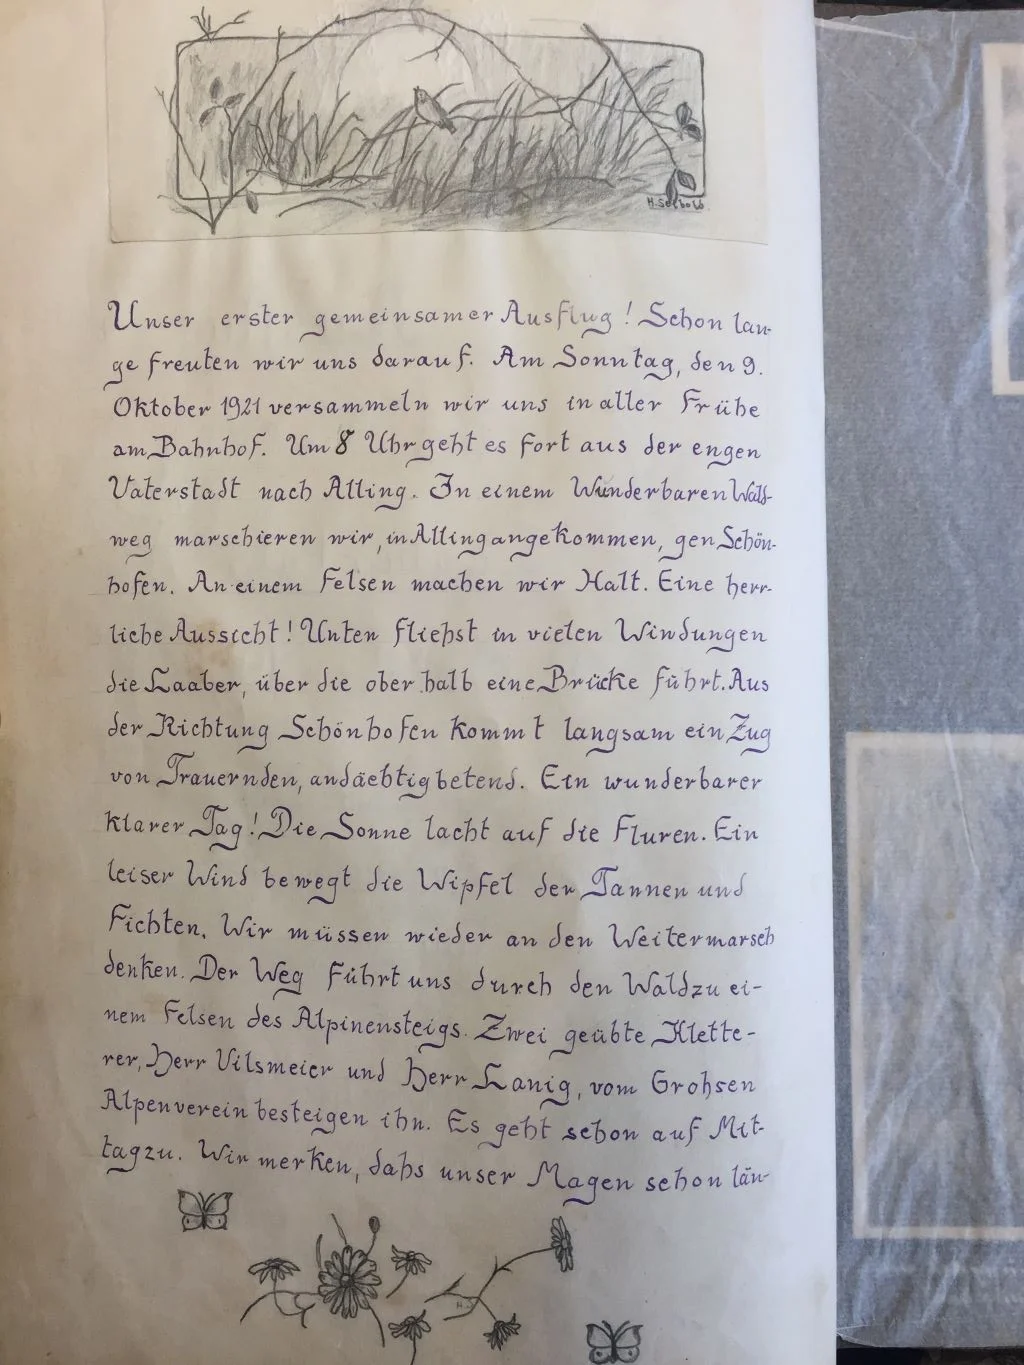 H. Seibold
Unser erster gemeinsamer Ausflug! Schon lan-
ge freuten wir uns darauf. Am Sonntag, den 9.
Oktober 1921 versammeln wir uns in aller Frühe
am Bahnhof. Um 8 Uhr geht es fort aus der engen
Vaterstadt nach Alling. In einem Wunderbaren Wald-
weg marschieren wir, in Alling angekommen, gen Schön-
hofen. An einem Felsen machen wir Halt. Eine herr-
liche Aussicht! Unten fliehst in vielen Windungen
die Laaber, über die oberhalb eine Brücke führt. Aus
der Richtung Schönhofen kommt langsam ein Zug
von Trauernden, andächtig betend. Ein wunderbarer
klarer Tag! Die Sonne lacht auf die Fluren. Ein
leiser Wind bewegt die Wipfel der Tannen und
Fichten. Wir müssen wieder an den Weitermarsch
denken. Der Weg führt uns durch den Wald zu ei-
nem Felsen des Alpinensteigs. Zwei geübte Klette-
rer, Herr Vilsmeier und Herr Lanig, vom Grohsen
Alpenverein besteigen ihn. Es geht schon auf Mit-
tag zu. Wir merken, dahs unser Magen schon län-